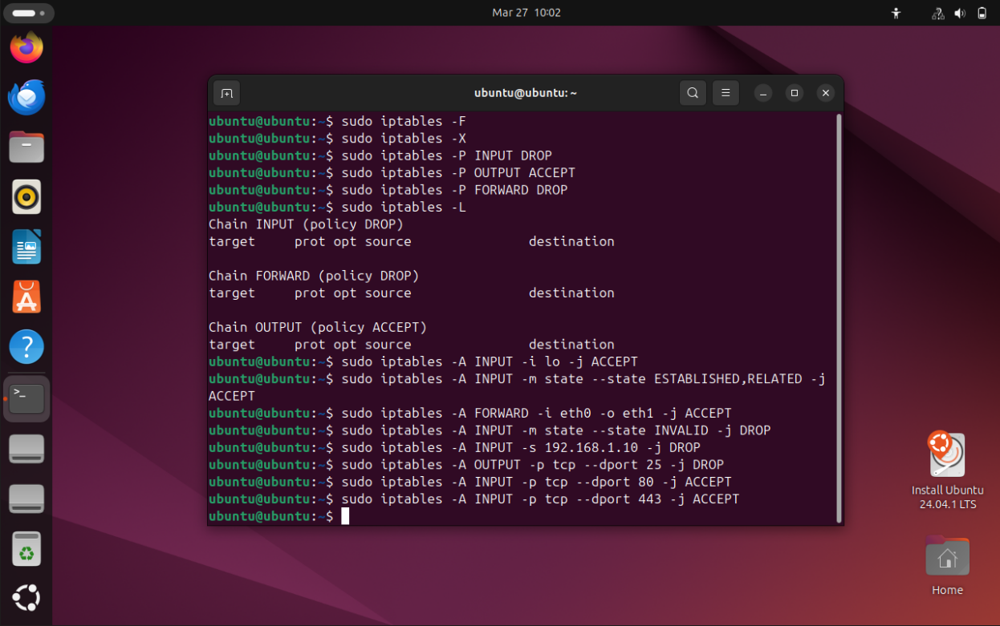 Mar 27 10:02
ubuntu@ubuntu: ~
ubuntu@ubuntu:~$ sudo iptables -F
ubuntu@ubuntu:~$ sudo iptables -X
ubuntu@ubuntu:~$ sudo iptables -P INPUT DROP
ubuntu@ubuntu:~$ sudo iptables -P OUTPUT ACCEPT
ubuntu@ubuntu:~$ sudo iptables -P FORWARD DROP
ubuntu@ubuntu:~$ sudo iptables -L
Chain INPUT (policy DROP)
target     prot opt source               destination

Chain FORWARD (policy DROP)
target     prot opt source               destination

Chain OUTPUT (policy ACCEPT)
target     prot opt source               destination
ubuntu@ubuntu:~$ sudo iptables -A INPUT -i lo -j ACCEPT
ubuntu@ubuntu:~$ sudo iptables -A INPUT -m state --state ESTABLISHED,RELATED -j
ACCEPT
ubuntu@ubuntu:~$ sudo iptables -A FORWARD -i eth0 -o eth1 -j ACCEPT
ubuntu@ubuntu:~$ sudo iptables -A INPUT -m state --state INVALID -j DROP
ubuntu@ubuntu:~$ sudo iptables -A INPUT -s 192.168.1.10 -j DROP
ubuntu@ubuntu:~$ sudo iptables -A OUTPUT -p tcp --dport 25 -j DROP
ubuntu@ubuntu:~$ sudo iptables -A INPUT -p tcp --dport 80 -j ACCEPT
ubuntu@ubuntu:~$ sudo iptables -A INPUT -p tcp --dport 443 -j ACCEPT
ubuntu@ubuntu:~$
Install Ubuntu
24.04.1 LTS
Home